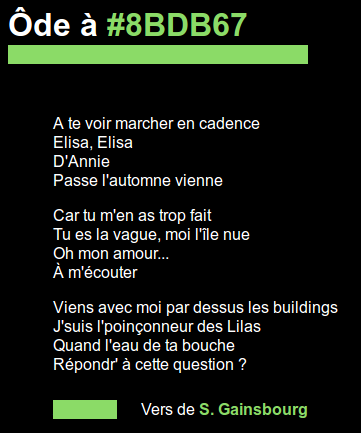 Ôde à #8BDB67
A te voir marcher en cadence
Elisa, Elisa
D'Annie
Passe l'automne vienne
Car tu m'en as trop fait
Tu es la vague, moi l'île nue
Oh mon amour...
À m'écouter
Viens avec moi par dessus les buildings
J'suis l'poinçonneur des Lilas
Quand l'eau de ta bouche
Répondr' à cette question ?
Vers de S. Gainsbourg